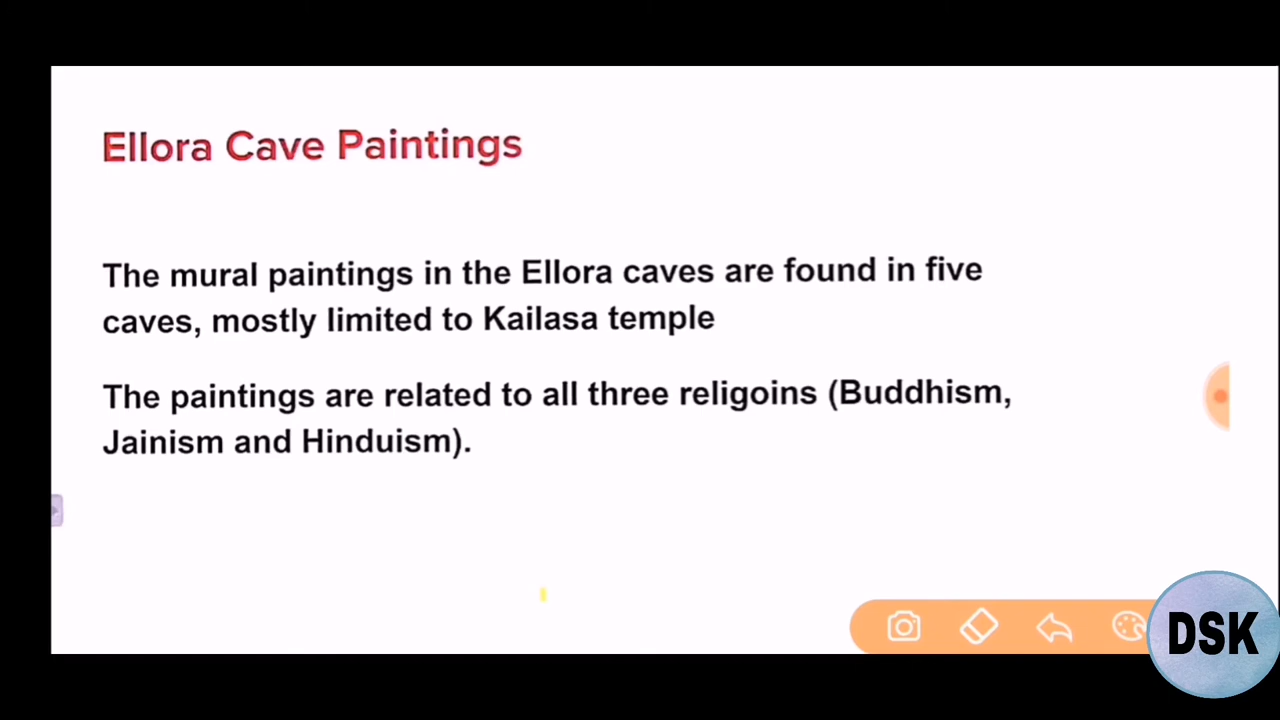 Ellora Cave Paintings
The mural paintings in the Ellora caves are found in five
caves, mostly limited to Kailasa temple
The paintings are related to all three religoins (Buddhism,
Jainism and Hinduism).
DSK